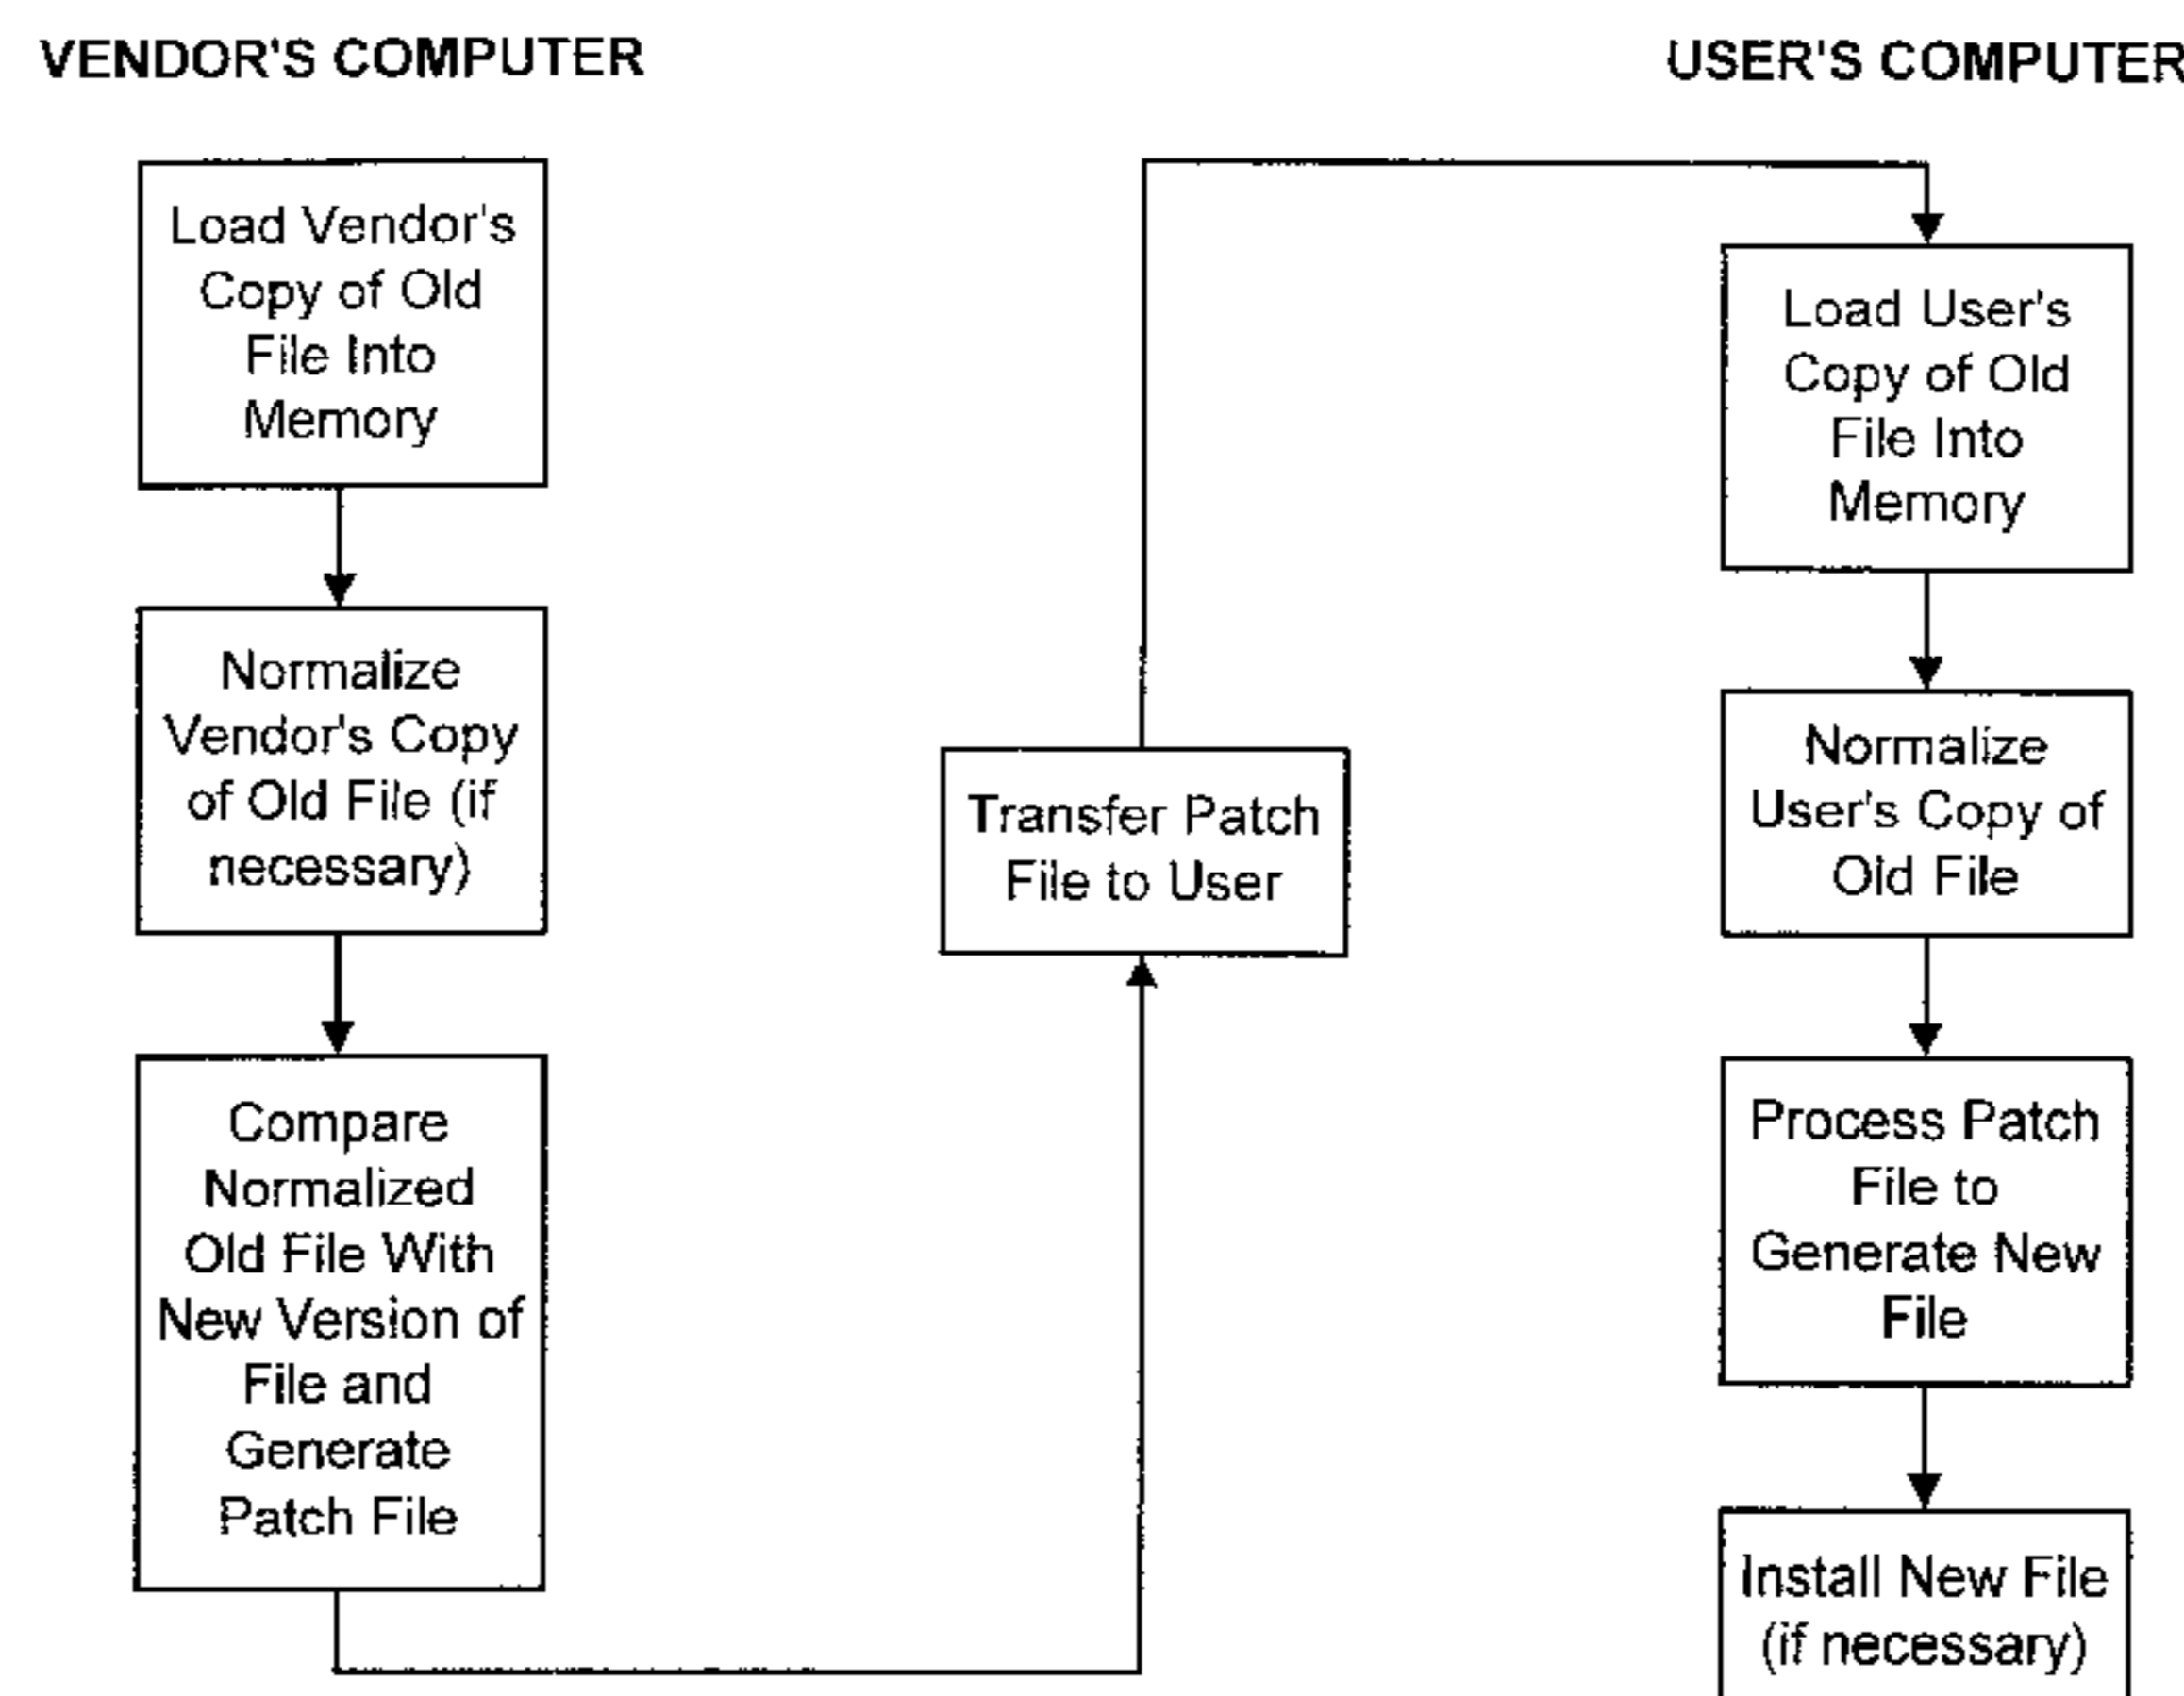 VENDOR'S COMPUTER
Load Vendor's
Copy of Old
File Into
Memory
Normalize
Vendor's Copy
of Old File (if
necessary)
Compare
Normalized
Old File With
New Version of
File and
Generate
Patch File
Transfer Patch
File to User
USER'S COMPUTER
Load User's
Copy of Old
File Into
Memory
Normalize
User's Copy of
Old File
Process Patch
File to
Generate New
File
Install New File
(if necessary)